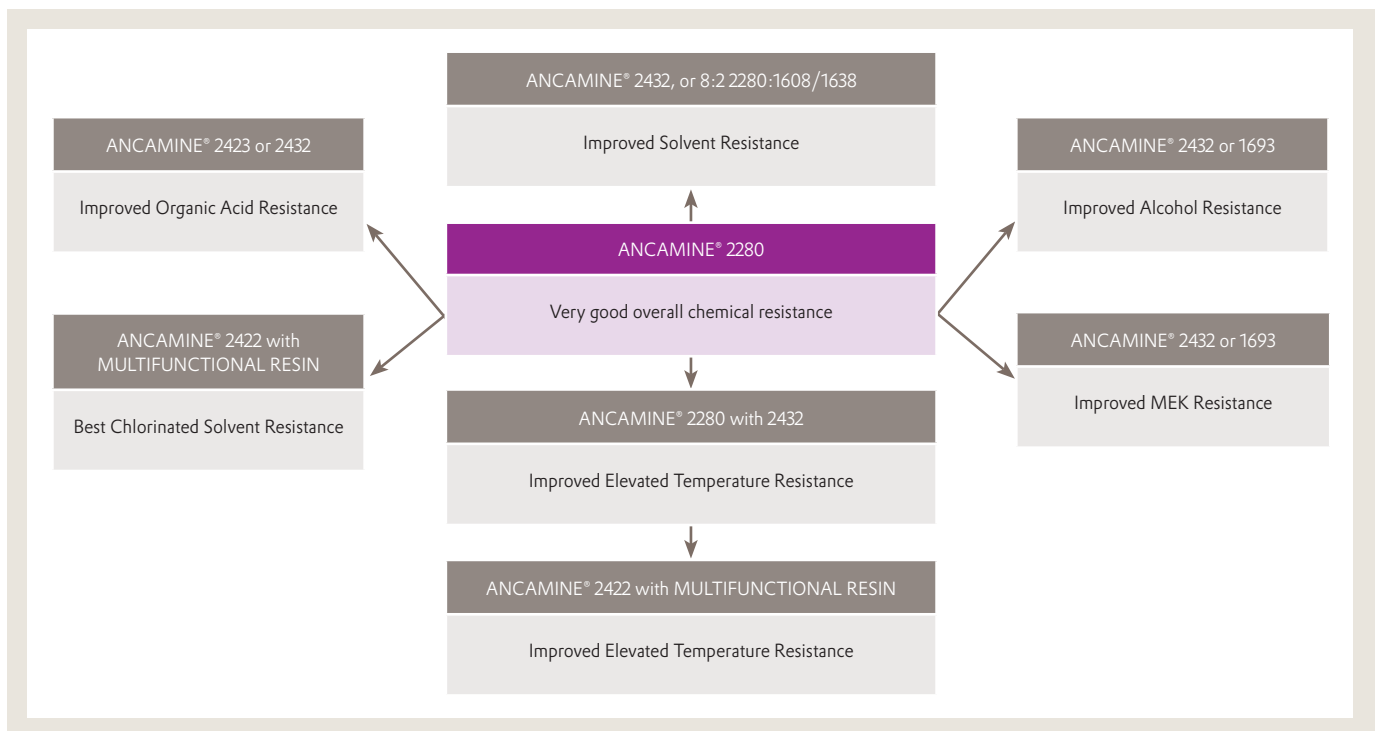 ANCAMINE® 2432, or 8:2 2280:1608/1638
Improved Solvent Resistance
ANCAMINE® 2423 or 2432
Improved Organic Acid Resistance
ANCAMINE® 2432 or 1693
Improved Alcohol Resistance
ANCAMINE® 2280
Very good overall chemical resistance
ANCAMINE® 2422 with
MULTIFUNCTIONAL RESIN
Best Chlorinated Solvent Resistance
ANCAMINE® 2432 or 1693
Improved MEK Resistance
ANCAMINE® 2280 with 2432
Improved Elevated Temperature Resistance
ANCAMINE® 2422 with MULTIFUNCTIONAL RESIN
Improved Elevated Temperature Resistance